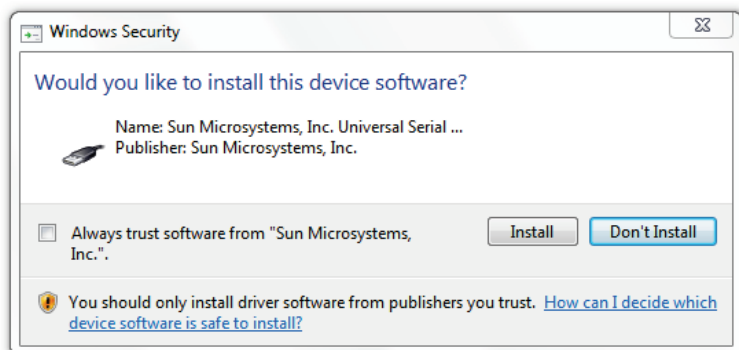 Windows Security
Would you like to install this device software?
Name: Sun Microsystems, Inc. Universal Serial ...
Publisher: Sun Microsystems, Inc.
Always trust software from "Sun Microsystems,
Inc.".
Install
Don't Install
You should only install driver software from publishers you trust. How can I decide which
device software is safe to install?